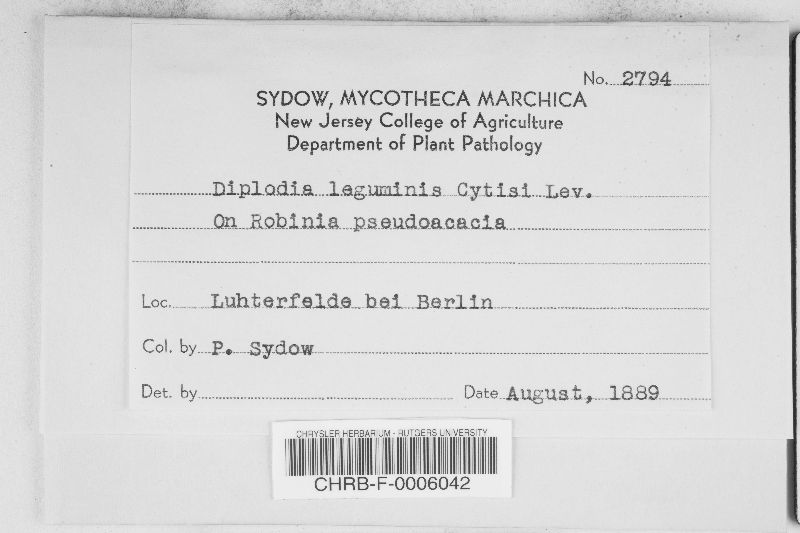 No. 2794
SYDOW, MYCOTHECA MARCHICA
New Jersey College of Agriculture
Department of Plant Pathology
Diplodia leguminis Cytisi Lev.
On Robinia pseudoacacia
Loc. Luhterfelde bei Berlin
Col. by P. Sydow
Det. by Date August, 1889
CHRYSLER HERBARIUM - RUTGERS UNIVERSITY
CHRB-F-0006042